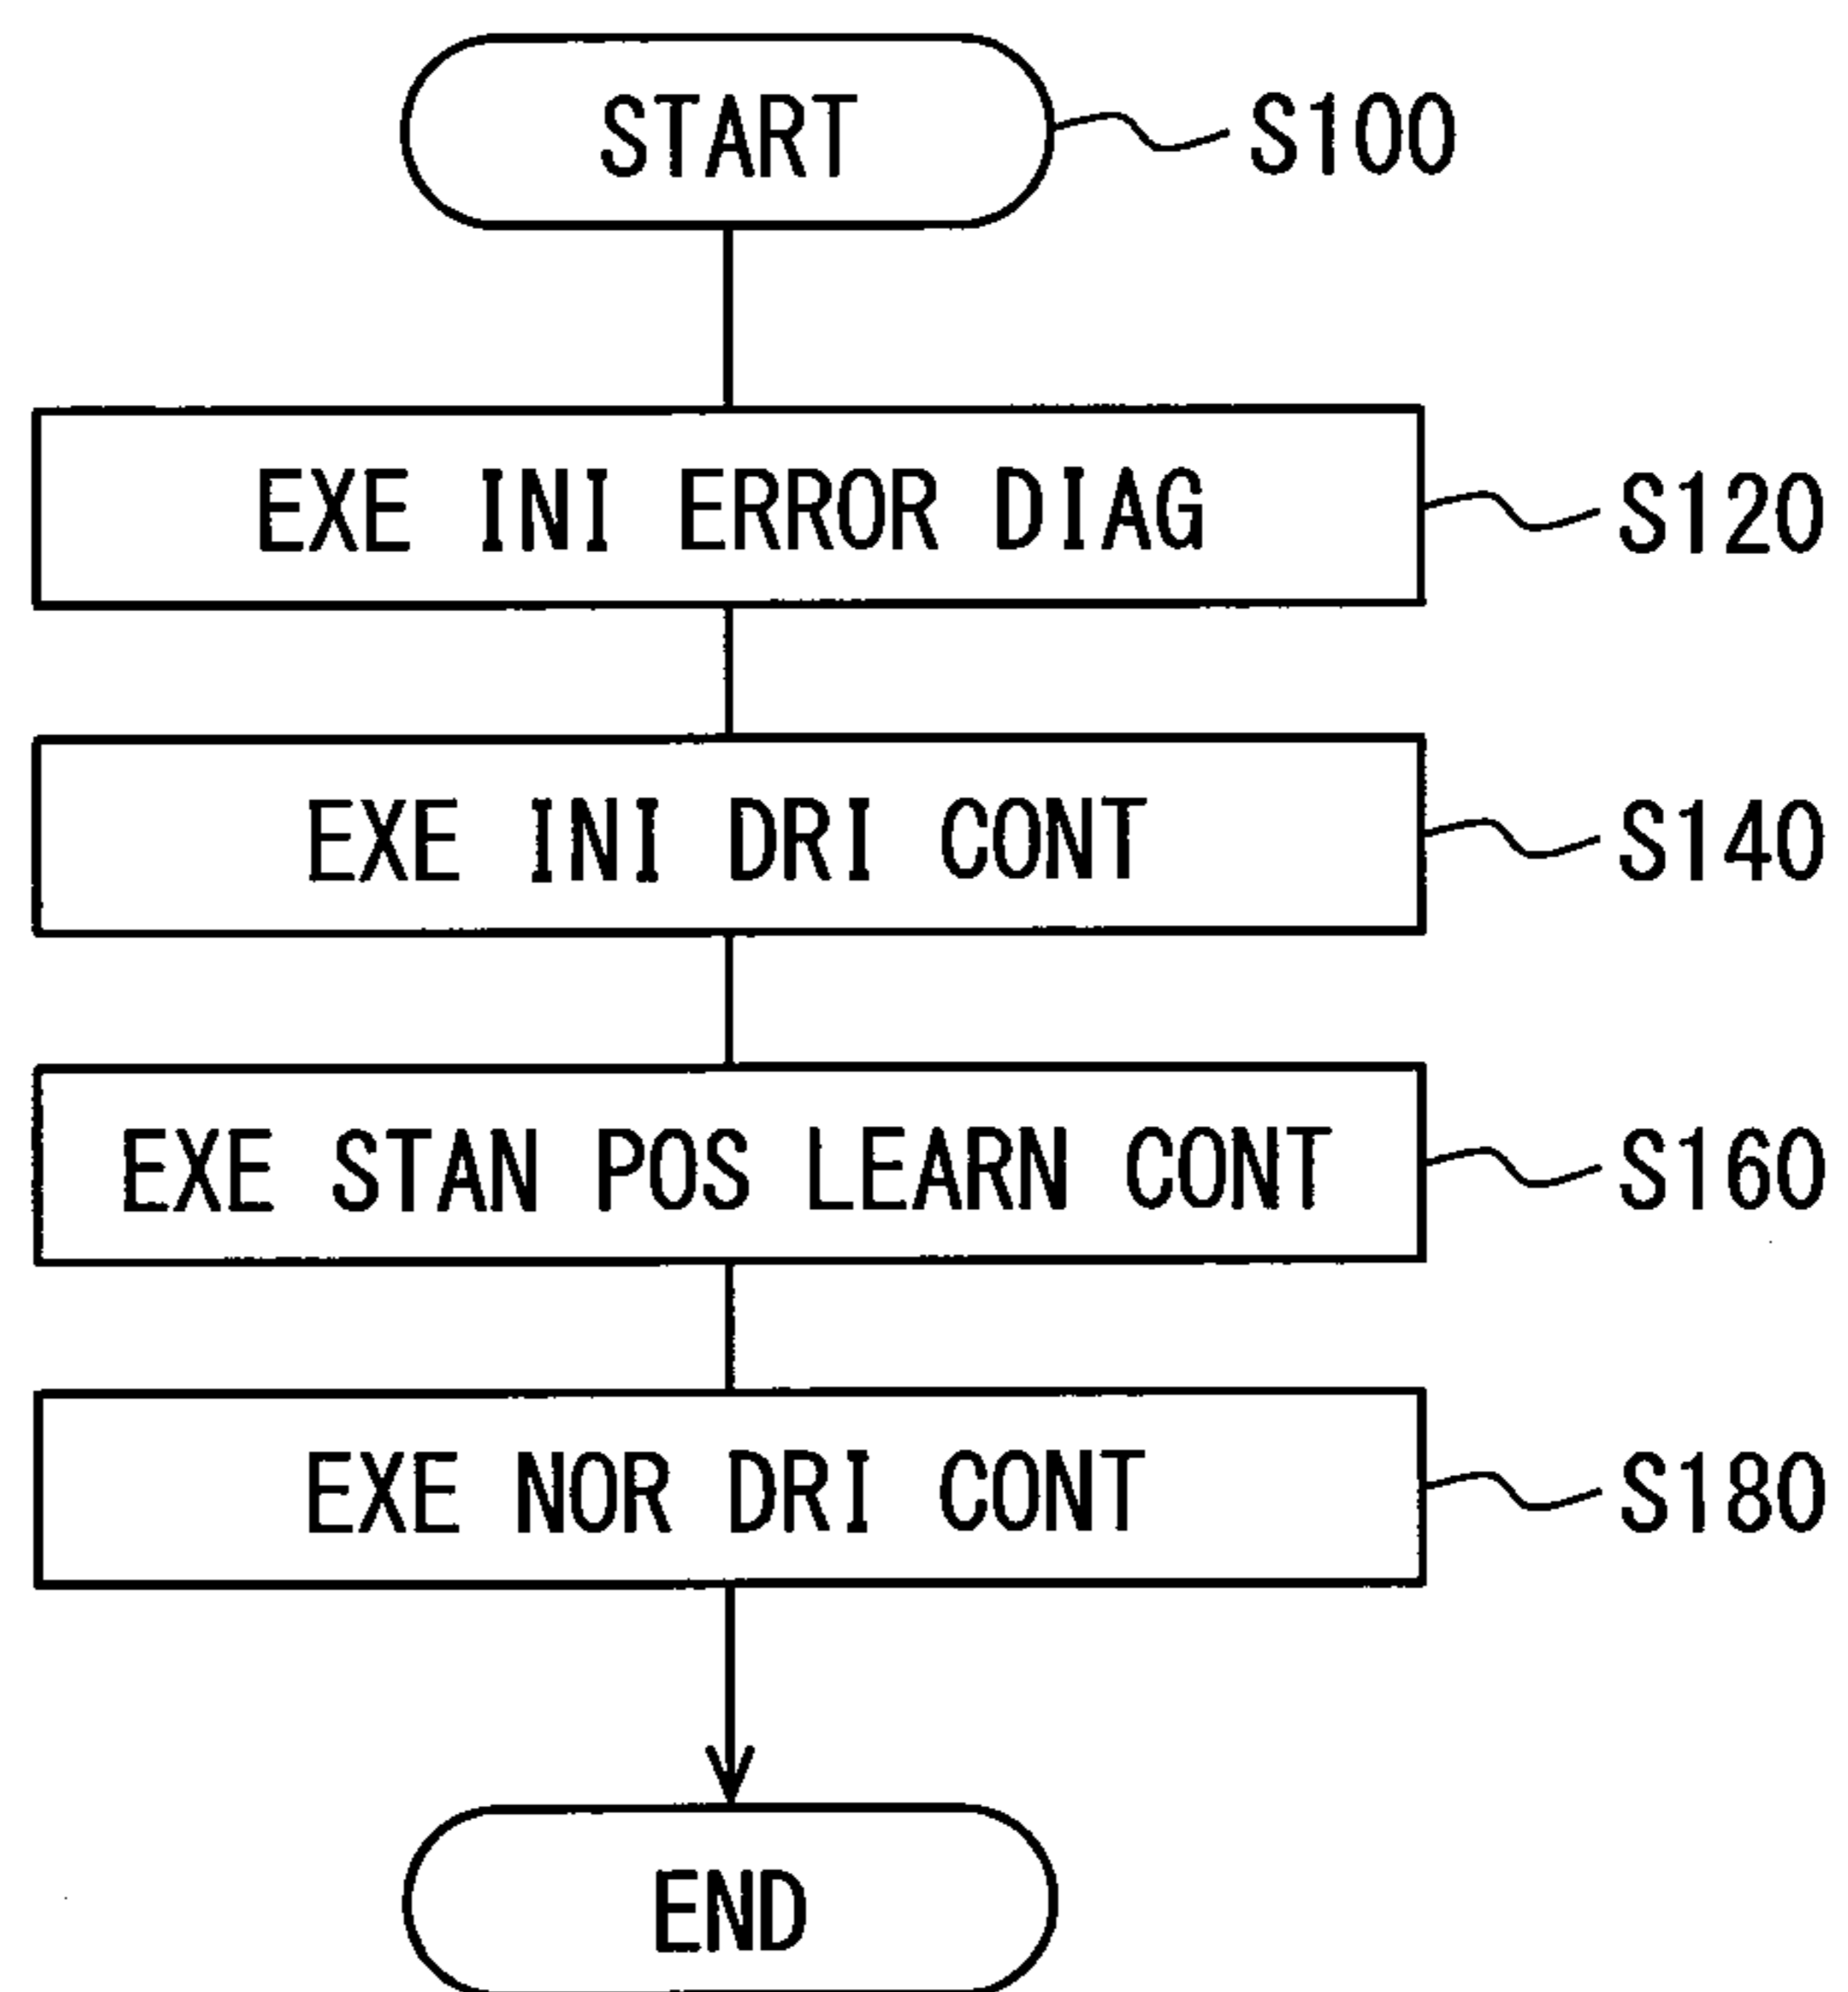 START
S100
EXE INI ERROR DIAG
S120
EXE INI DRI CONT
S140
EXE STAN POS LEARN CONT
S160
EXE NOR DRI CONT
S180
END